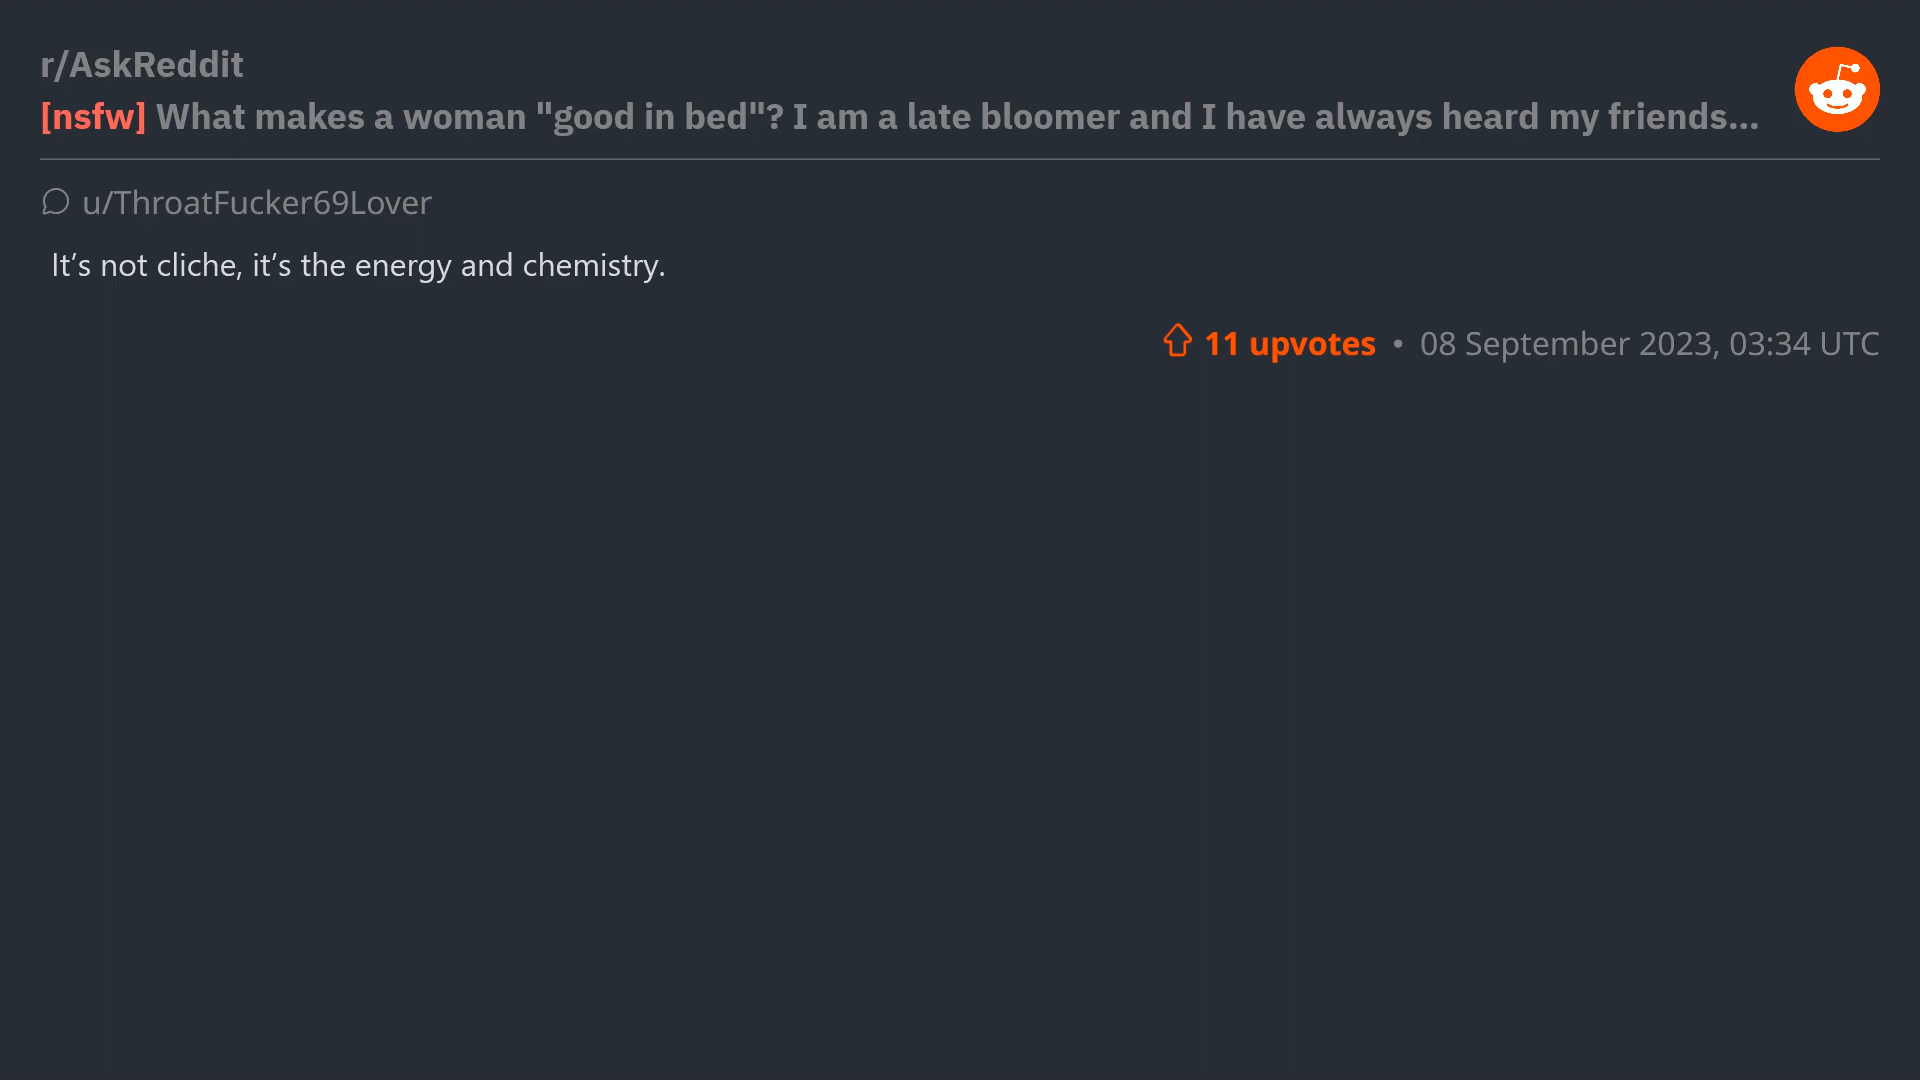 r/AskReddit
[nsfw] What makes a woman "good in bed"? I am a late bloomer and I have always heard my friends...
u/ThroatFucker69Lover
It‘s not cliche, it‘s the energy and chemistry.
11 upvotes • 08 September 2023, 03:34 UTC